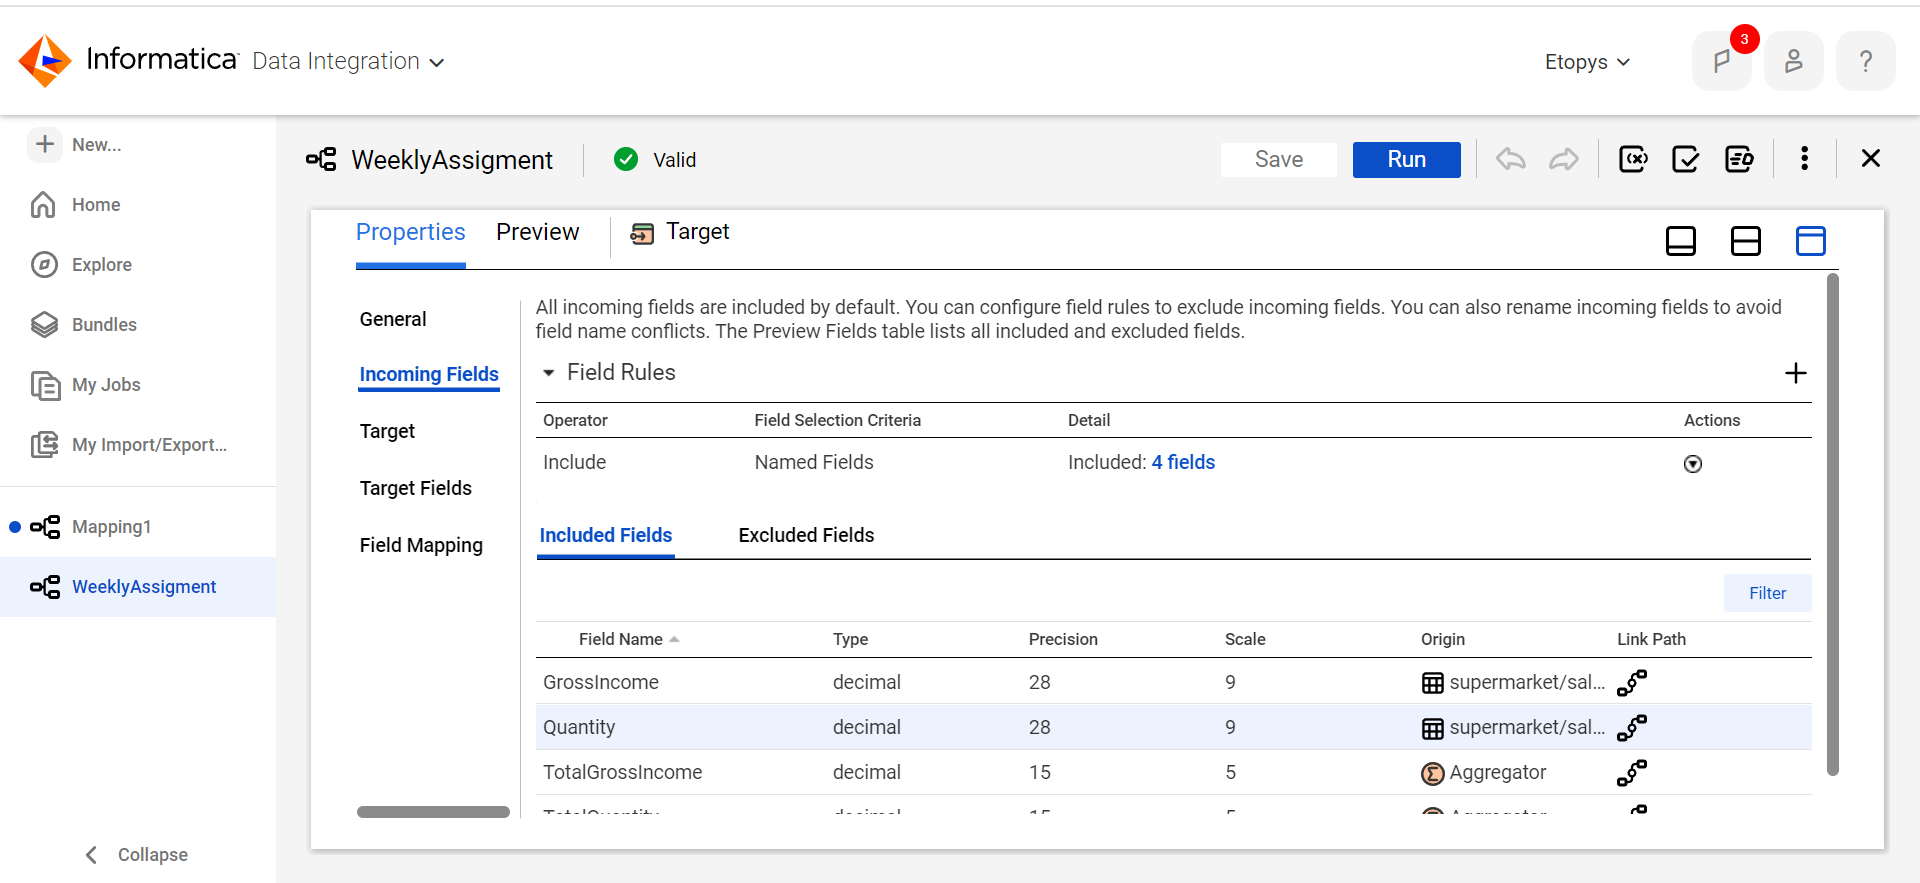 Informatica Data Integration
Etopys
3
?
New...
Home
Explore
Bundles
My Jobs
My Import/Export...
Mapping1
WeeklyAssigment
Collapse
WeeklyAssigment Valid Save Run
Properties Preview Target
General
Incoming Fields
Target
Target Fields
Field Mapping
All incoming fields are included by default. You can configure field rules to exclude incoming fields. You can also rename incoming fields to avoid
field name conflicts. The Preview Fields table lists all included and excluded fields.
Field Rules
Operator Field Selection Criteria Detail Actions
Include Named Fields Included: 4 fields
Included Fields Excluded Fields
Filter
Field Name Type Precision Scale Origin Link Path
GrossIncome decimal 28 9 supermarket/sal...
Quantity decimal 28 9 supermarket/sal...
TotalGrossIncome decimal 15 5 Aggregator
TotalQuantity decimal 15 5 Aggregator